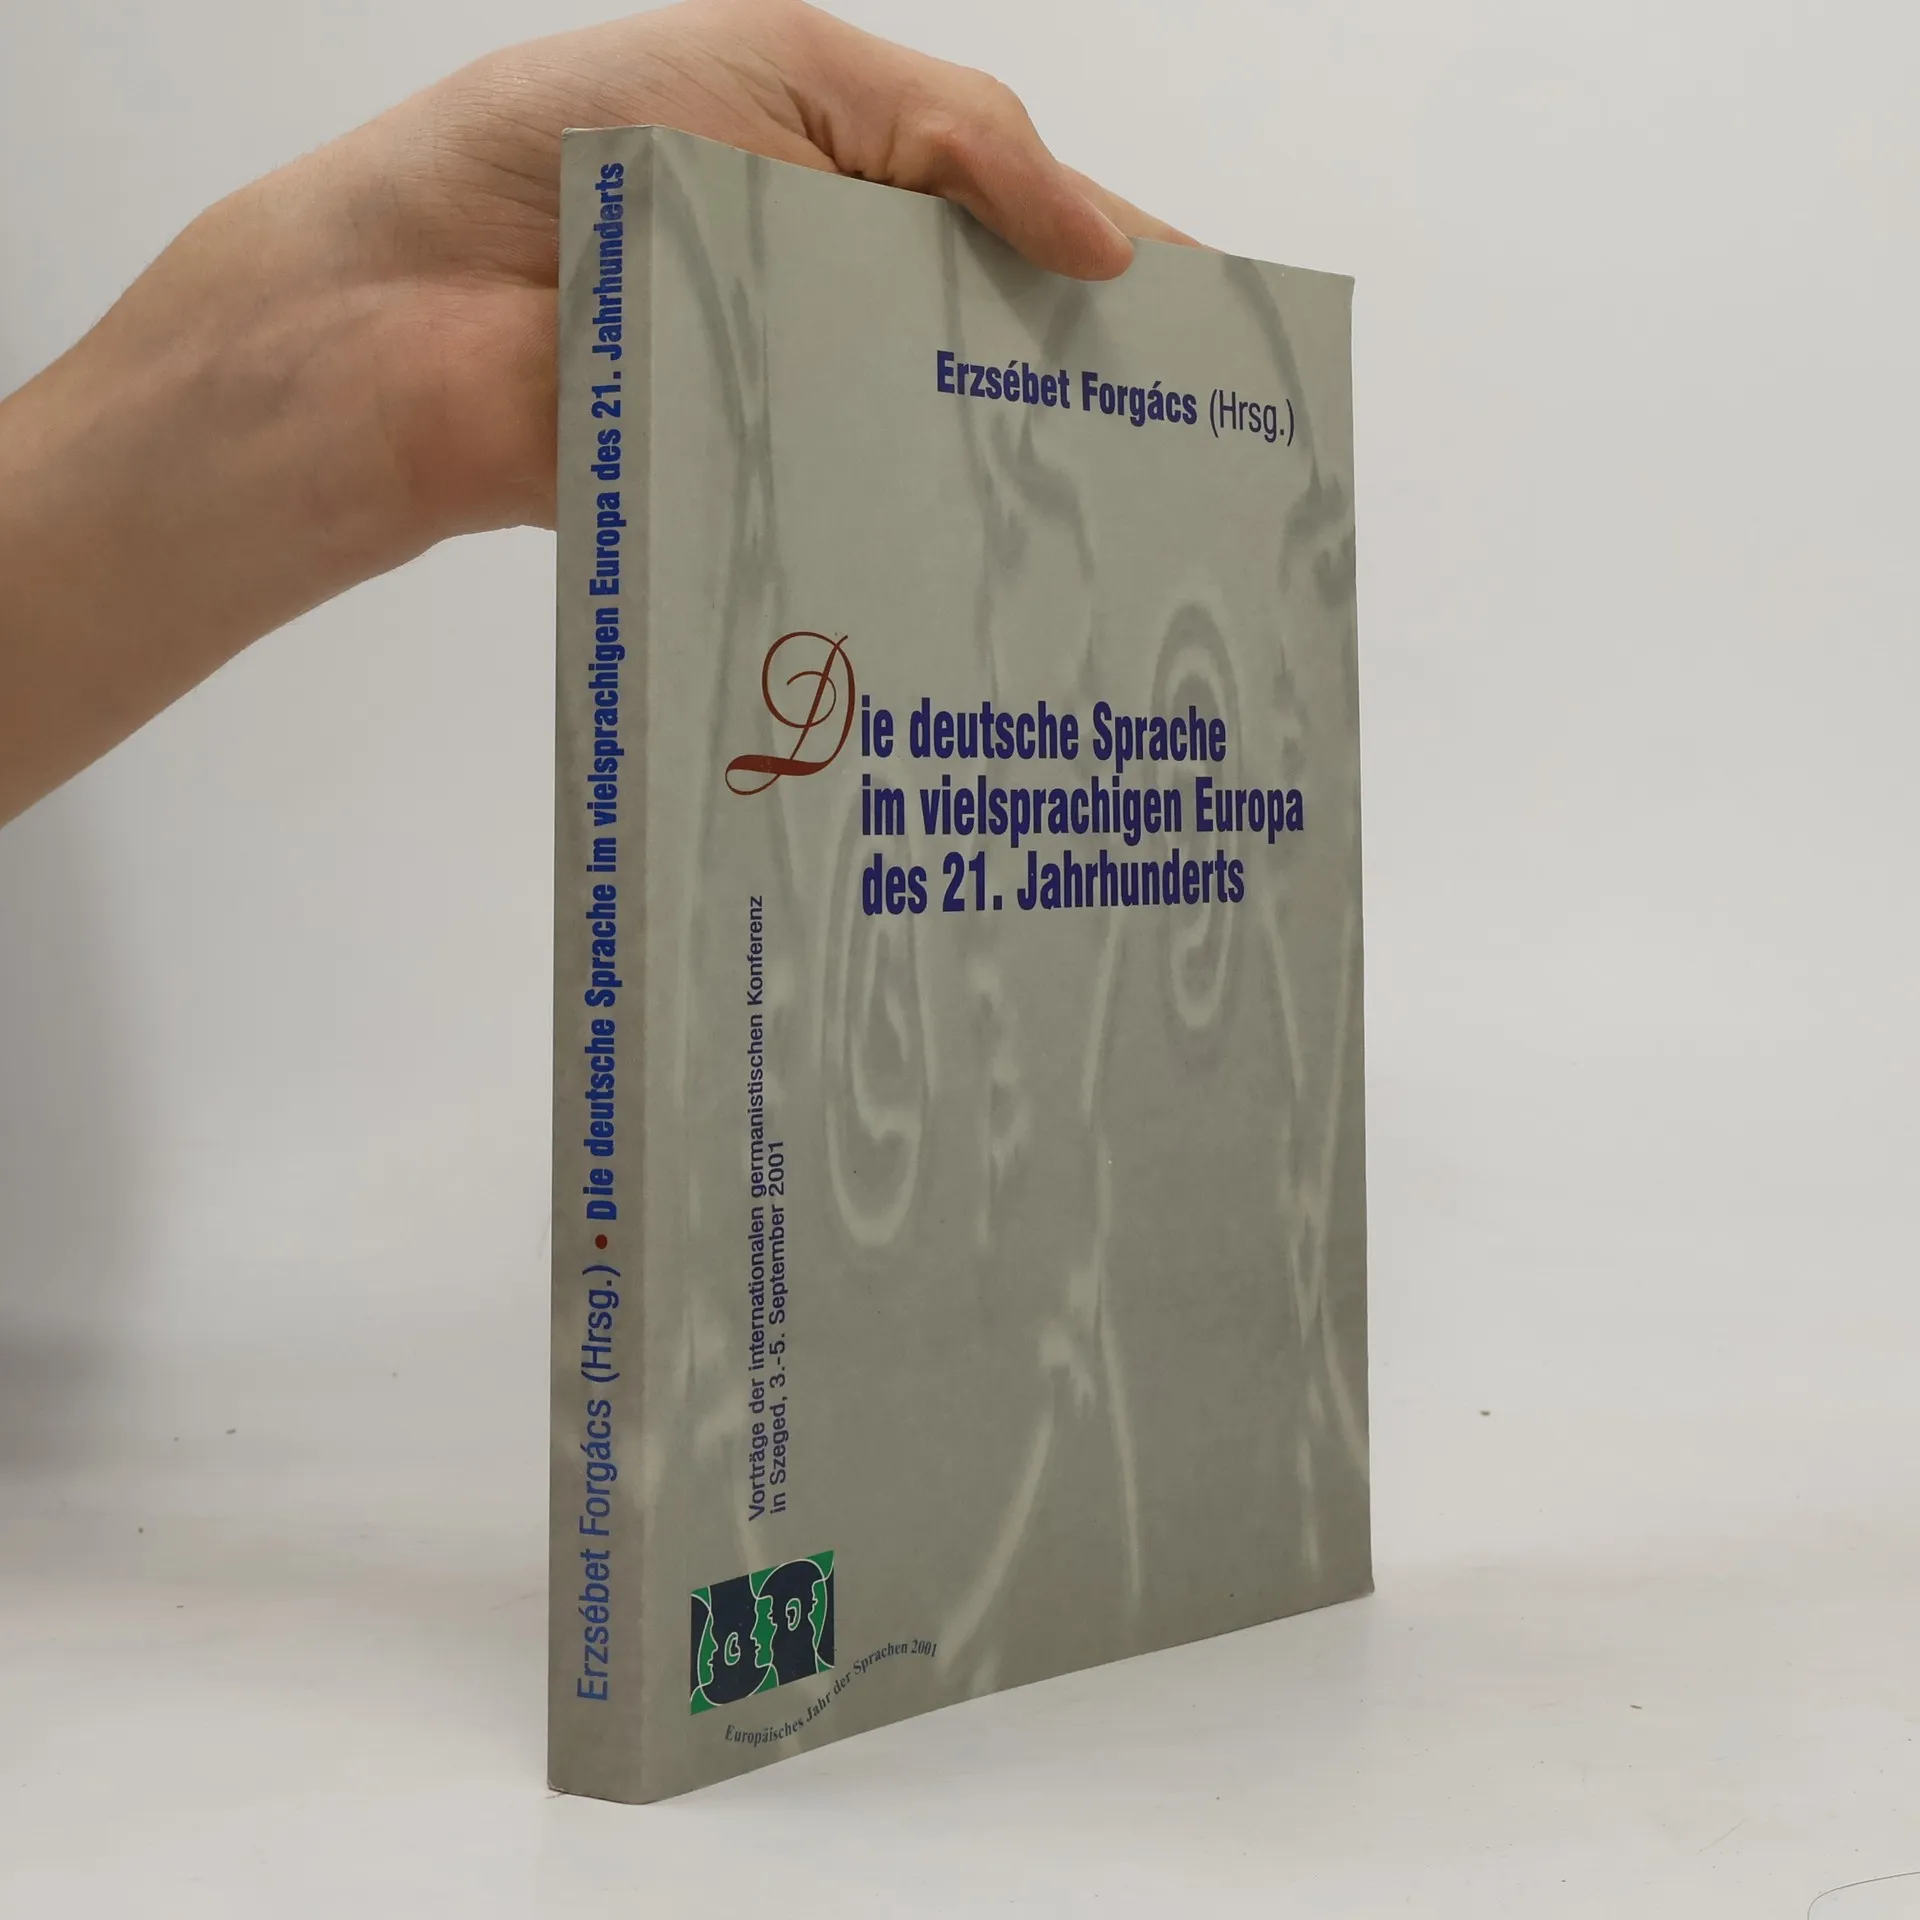 Erzsébet Forgács (Hrsg.) • Die deutsche Sprache im vielsprachigen Europa des 21. Jahrhunderts
Erzsébet Forgács (Hrsg.)
Die deutsche Sprache
im vielsprachigen Europa
des 21. Jahrhunderts
Vorträge der internationalen germanistischen Konferenz
in Szeged, 3.-5. September 2001
Europäisches Jahr der Sprachen 2001